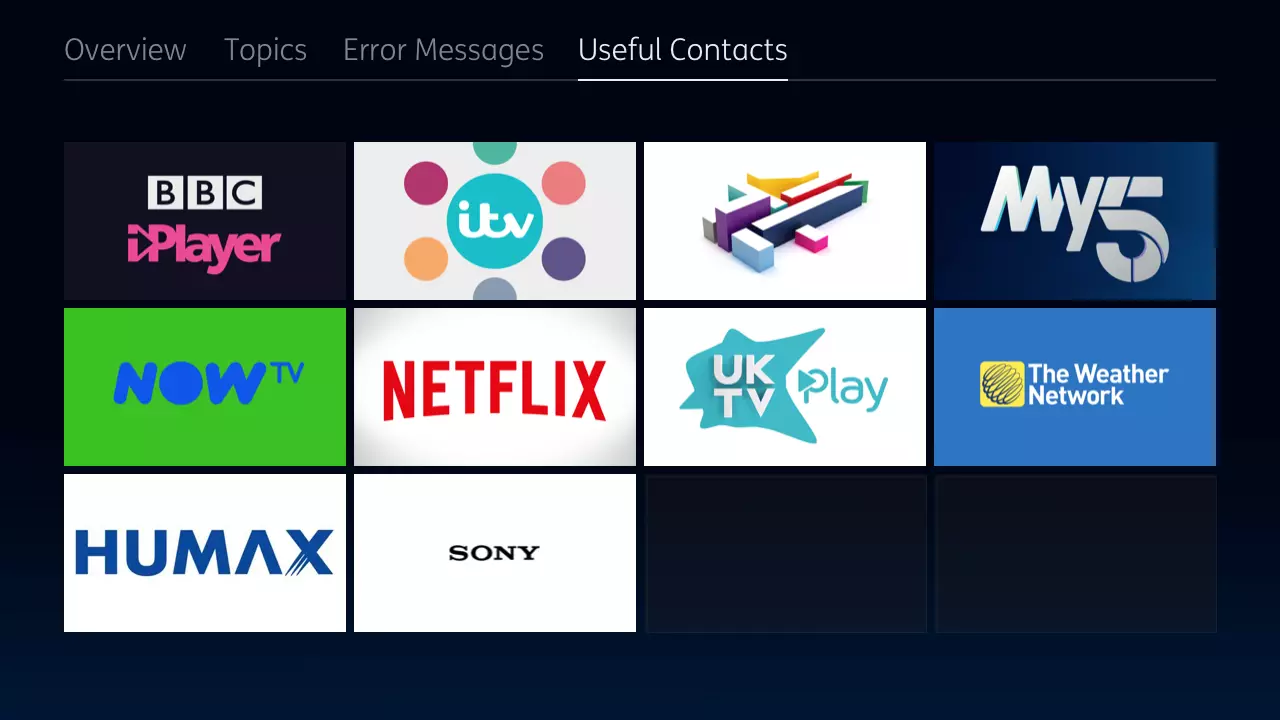 Overview Topics Error Messages Useful Contacts
BBC
iPlayer
itv
My5
NOW TV
NETFLIX
UK
TV
Play
The Weather
Network
HUMAX
SONY